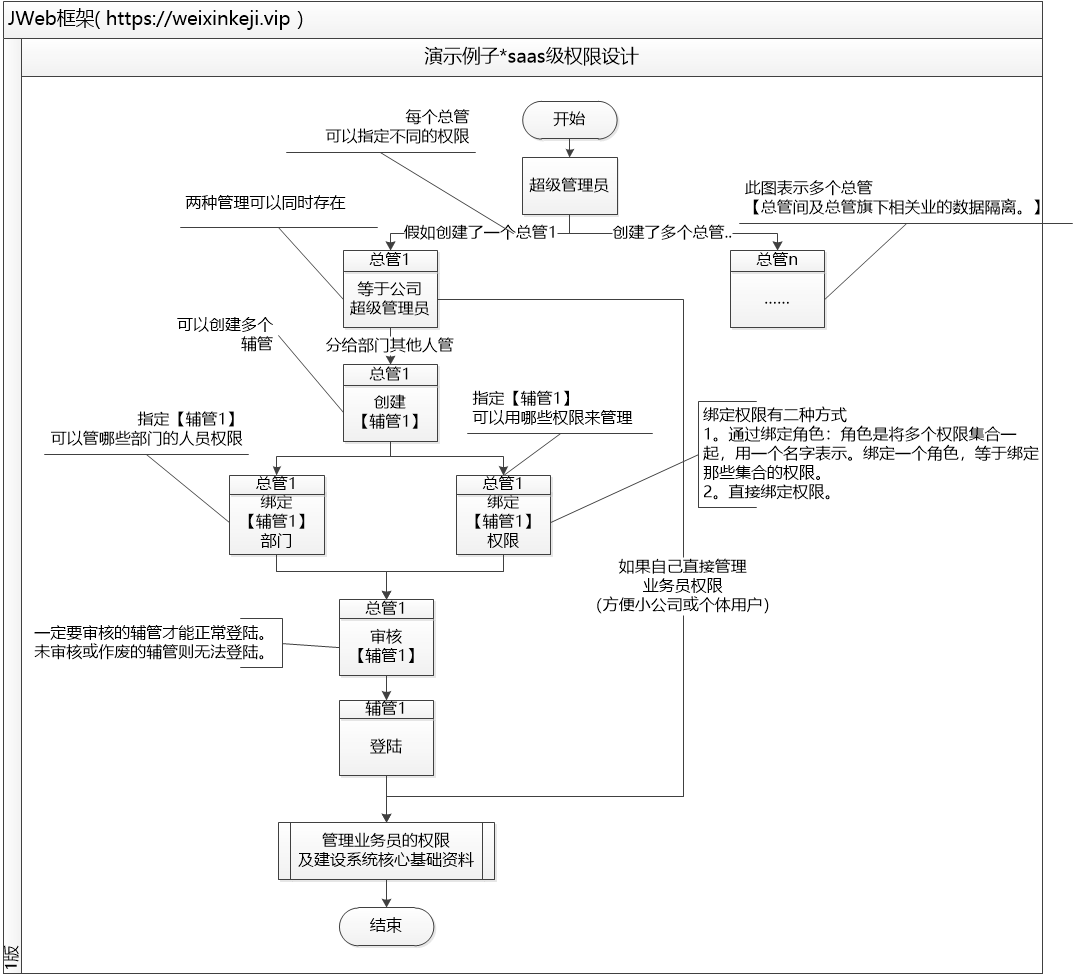 JWeb框架( https://weixinkeji.vip )
演示例子*saas级权限设计
开始
每个总管
可以指定不同的权限
超级管理员
此图表示多个总管
【总管间及总管旗下相关业的数据隔离。】
两种管理可以同时存在
假如创建了一个总管1
创建了多个总管..
总管1
等于公司
超级管理员
总管n
......
可以创建多个
辅管
分给部门其他人管
总管1
创建
【辅管1】
指定【辅管1】
可以管哪些部门的人员权限
指定【辅管1】
可以用哪些权限来管理
绑定权限有二种方式
1。通过绑定角色：角色是将多个权限集合一
起，用一个名字表示。绑定一个角色，等于绑定
那些集合的权限。
2。直接绑定权限。
总管1
绑定
【辅管1】
部门
总管1
绑定
【辅管1】
权限
如果自己直接管理
业务员权限
（方便小公司或个体用户）
总管1
审核
【辅管1】
一定要审核的辅管才能正常登陆。
未审核或作废的辅管则无法登陆。
辅管1
登陆
管理业务员的权限
及建设系统核心基础资料
结束
1版